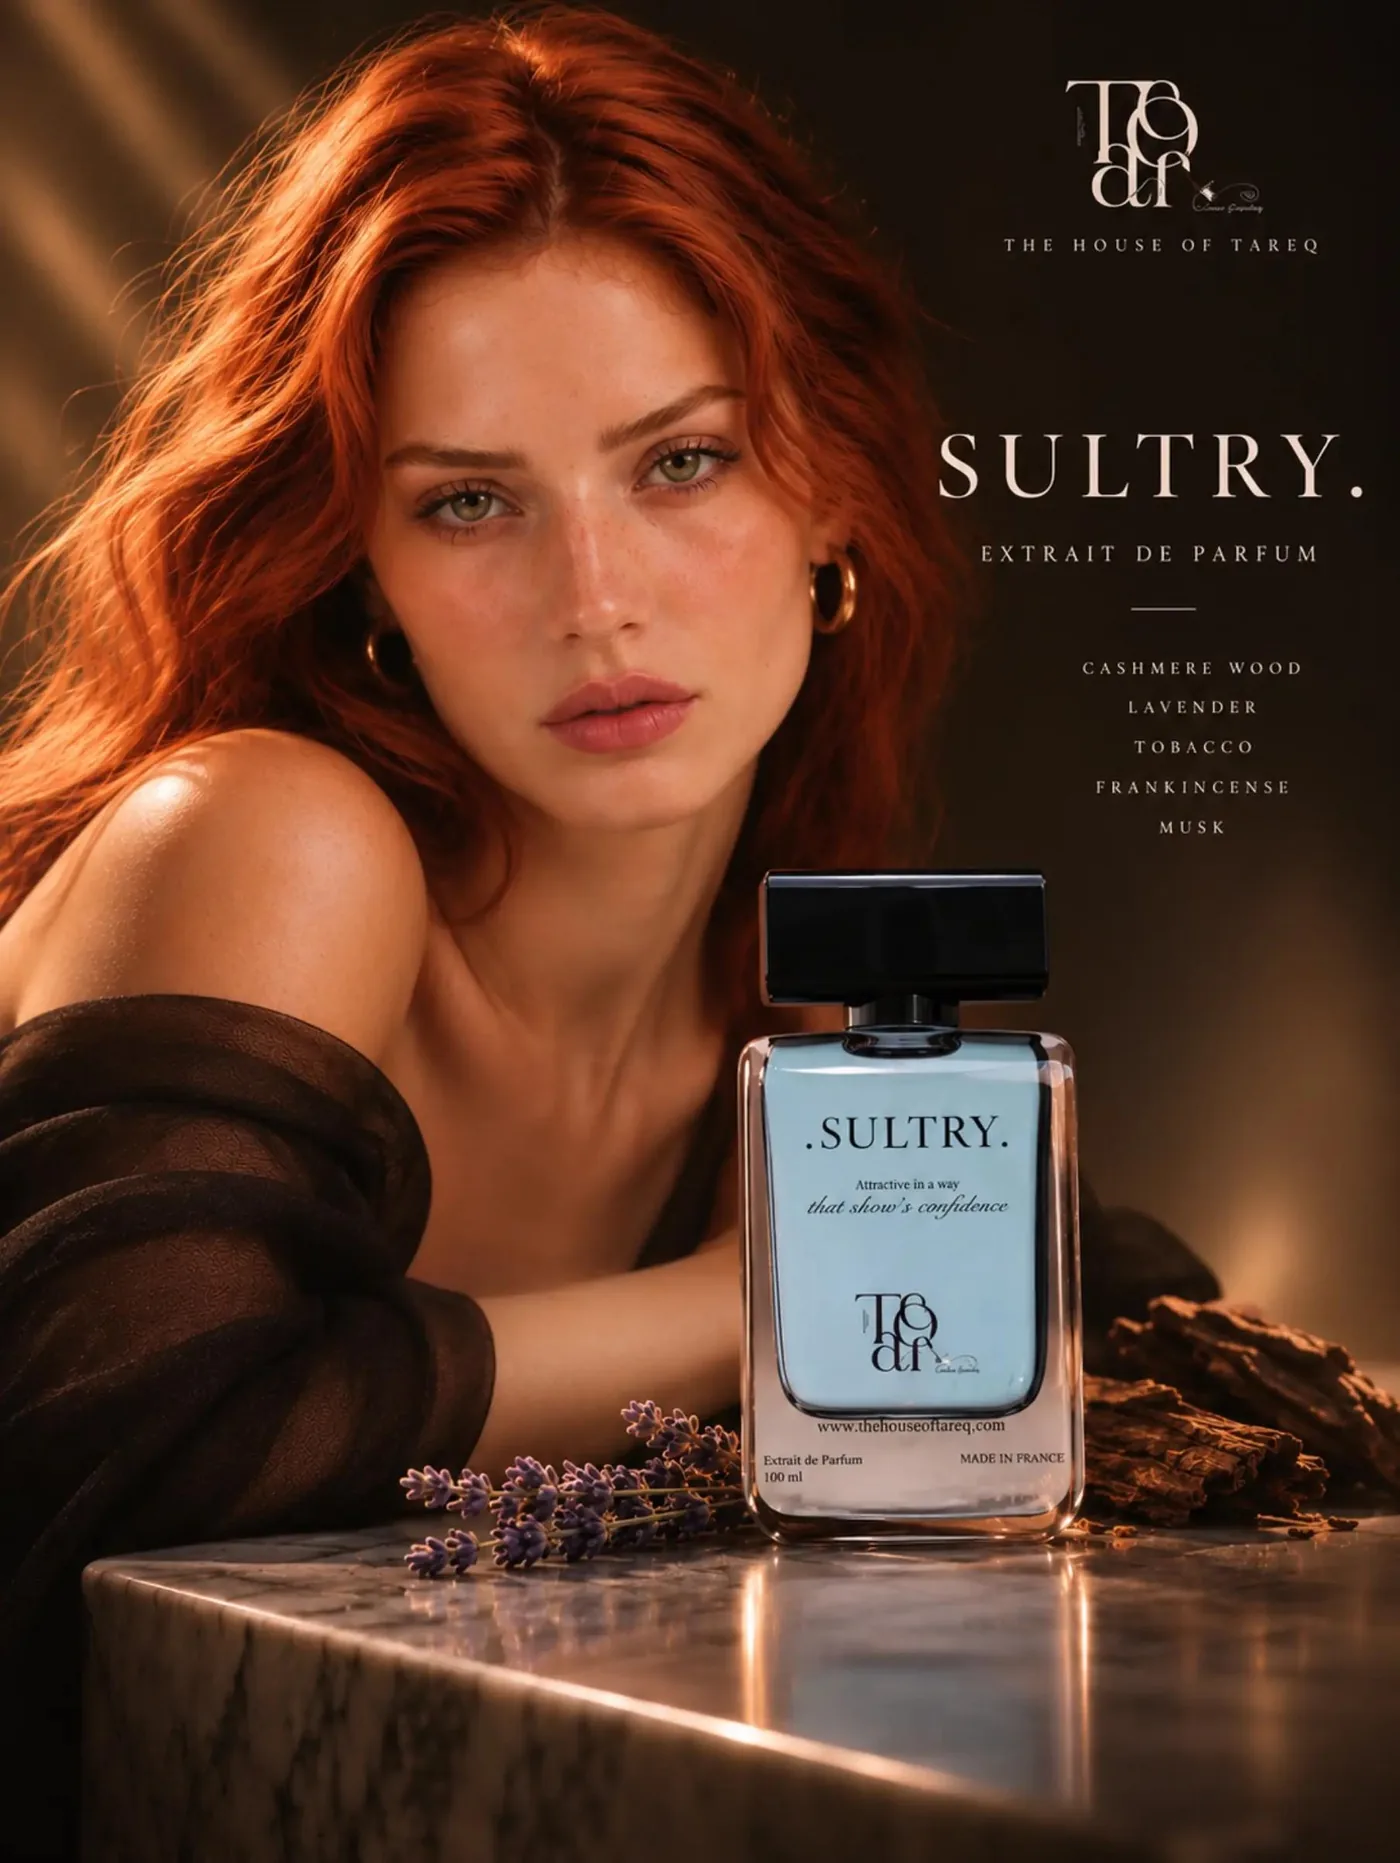 TOar
THE HOUSE OF TAREQ
SULTRY.
EXTRAIT DE PARFUM
CASHMERE WOOD
LAVENDER
TOBACCO
FRANKINCENSE
MUSK
.SULTRY.
Attractive in a way
that show's confidence
www.thehouseoftareq.com
Extrait de Parfum
MADE IN FRANCE
100 ml